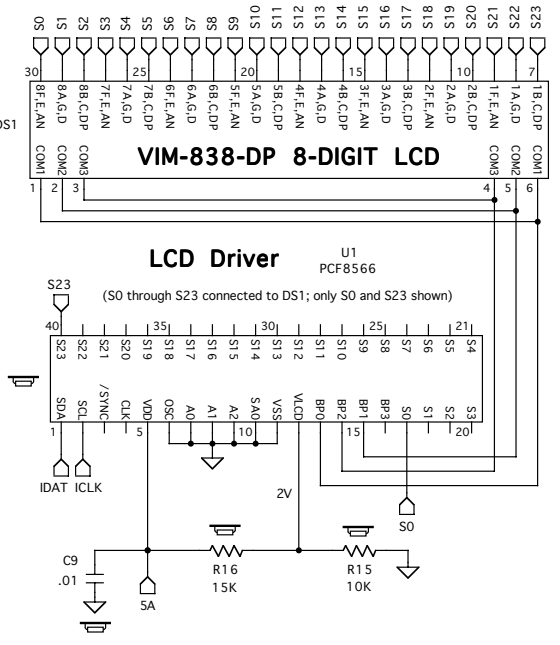 S0 S1 S2 S3 S4 S5 S6 S7 S8 S9 S10 S11 S12 S13 S14 S15 S16 S17 S18 S19 S20 S21 S22 S23
30 25 20 15 10 7
8F,E,AN 8A,G,D 8B,C,DP 7F,E,AN 7A,G,D 7B,C,DP 6F,E,AN 6A,G,D 6B,C,DP 5F,E,AN 5A,G,D 5B,C,DP 4F,E,AN 4A,G,D 4B,C,DP 3F,E,AN 3A,G,D 3B,C,DP 2F,E,AN 2A,G,D 2B,C,DP 1F,E,AN 1A,G,D 1B,C,DP
DS1
VIM-838-DP 8-DIGIT LCD
COM1 COM2 COM3 COM3 COM2 COM1
1 2 3 4 5 6
LCD Driver
U1
PCF8566
S23
(S0 through S23 connected to DS1; only S0 and S23 shown)
40 35 30 25 21
S23 S22 S21 S20 S19 S18 S17 S16 S15 S14 S13 S12 S11 S10 S9 S8 S7 S6 S5 S4
SDA SCL /SYNC CLK VDD OSC A0 A1 A2 SA0 VSS VLCD BP0 BP2 BP1 BP3 S0 S1 S2 S3
1 5 10 15 20
IDAT ICLK
2V
S0
C9
.01
5A
R16
15K
R15
10K